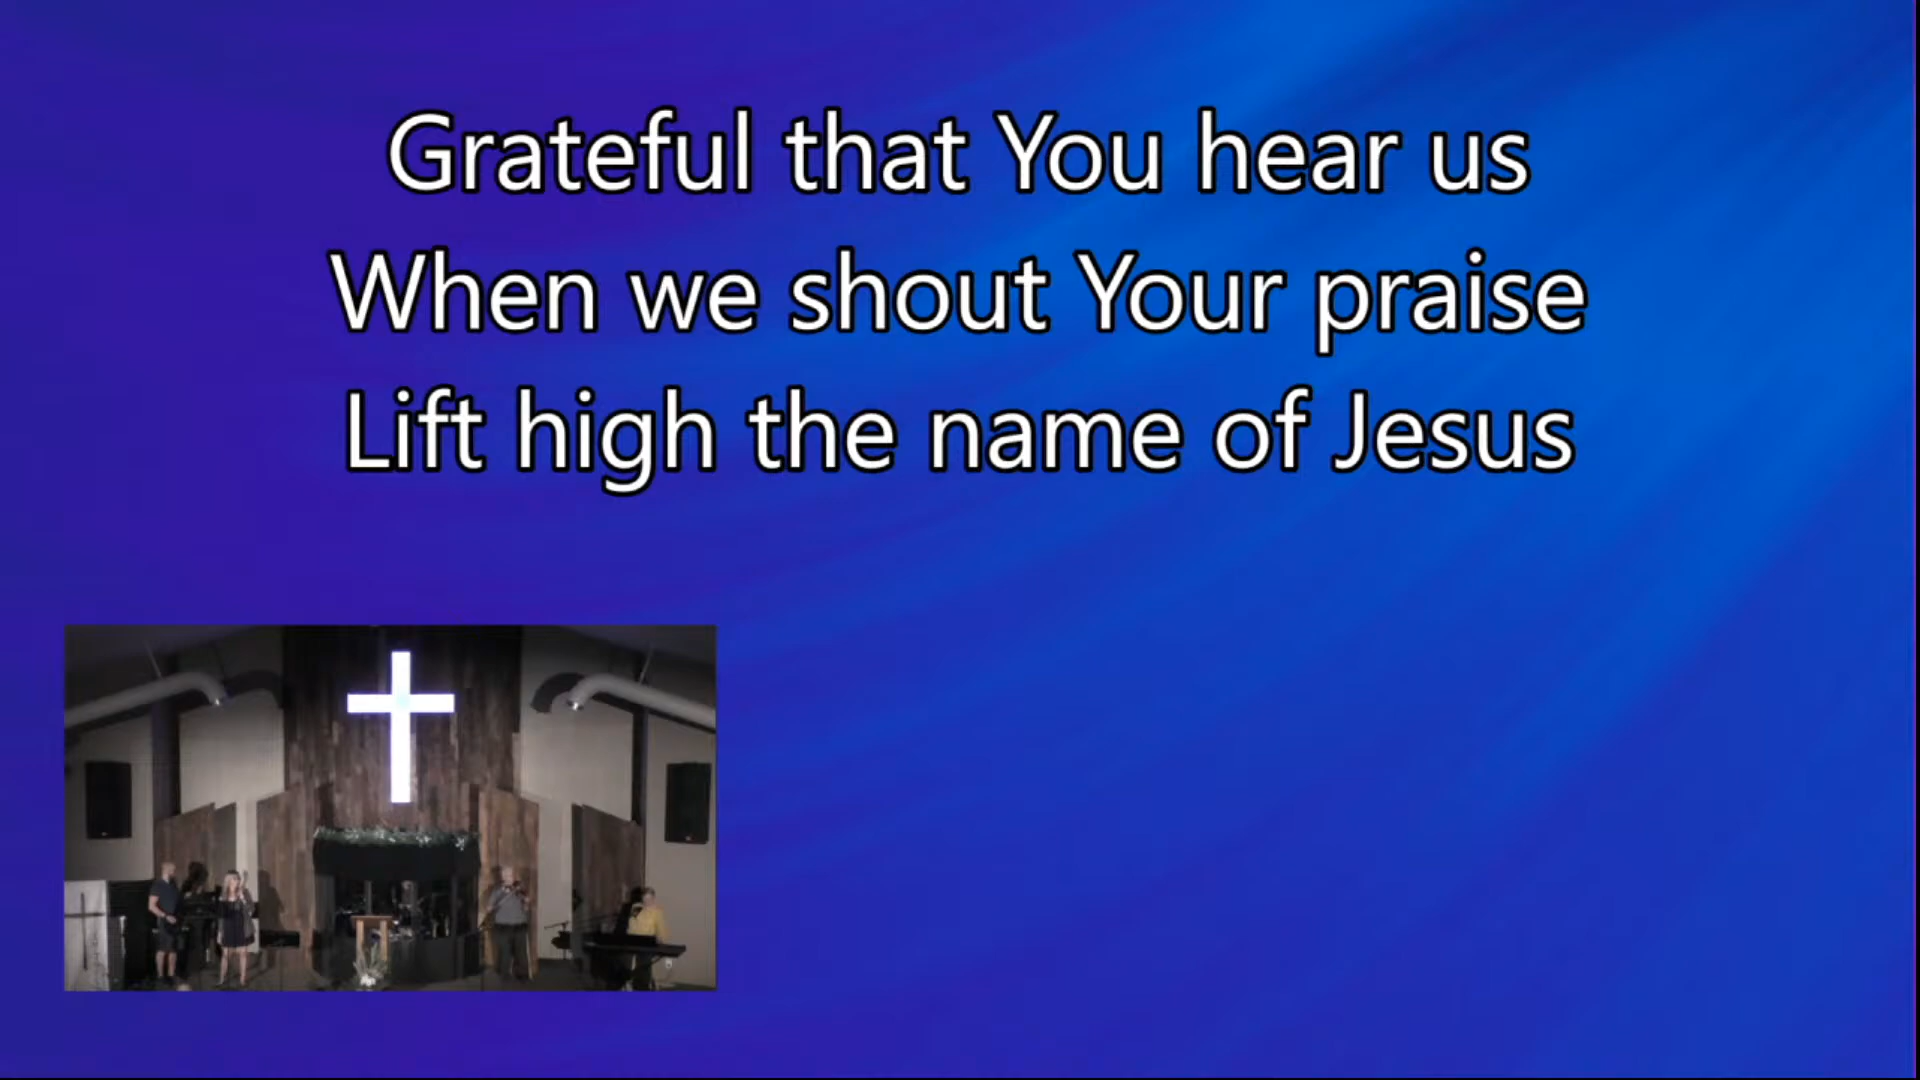 Grateful that You hear us
When we shout Your praise
Lift high the name of Jesus